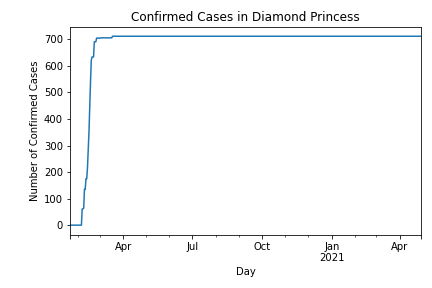 Confirmed Cases in Diamond Princess
Number of Confirmed Cases
700
600
500
400
300
200
100
0
Apr
Jul
Oct
Jan
2021
Apr
Day